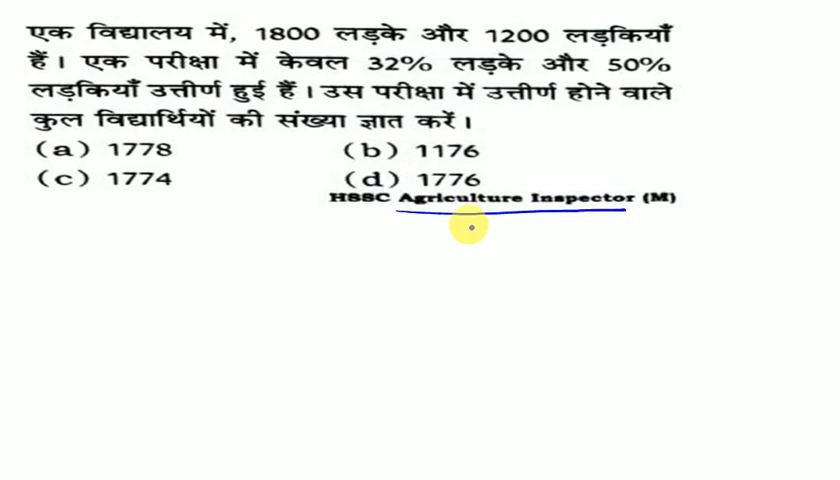 एक विद्यालय में, 1800 लड़के और 1200 लड़कियाँ
हैं। एक परीक्षा में केवल 32% लड़के और 50%
लड़कियाँ उत्तीर्ण हुई हैं। उस परीक्षा में उत्तीर्ण होने वाले
कुल विद्यार्थियों की संख्या ज्ञात करें।
(a) 1778 (b) 1176
(c) 1774 (d) 1776
HSSC Agriculture Inspector (M)